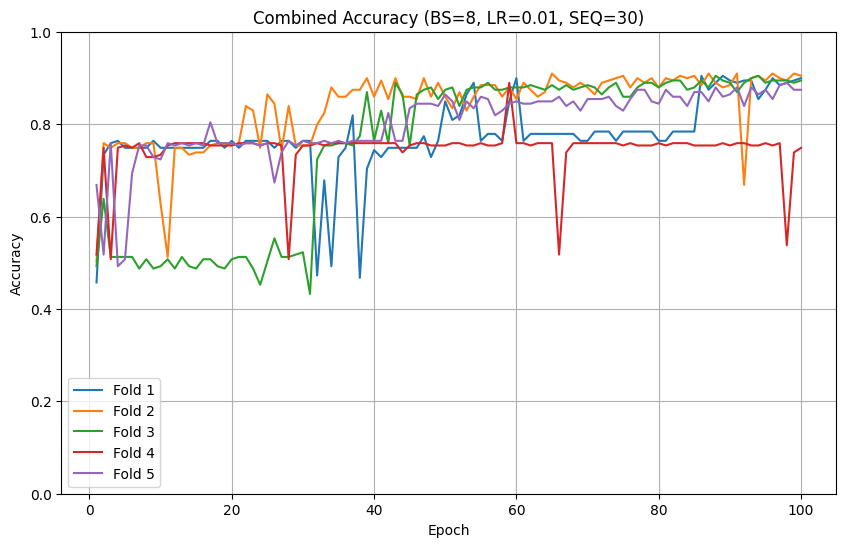 Combined Accuracy (BS=8, LR=0.01, SEQ=30)
1.0
0.8
0.6
0.4
0.2
0.0
Accuracy
Fold 1
Fold 2
Fold 3
Fold 4
Fold 5
0 20 40 60 80 100
Epoch